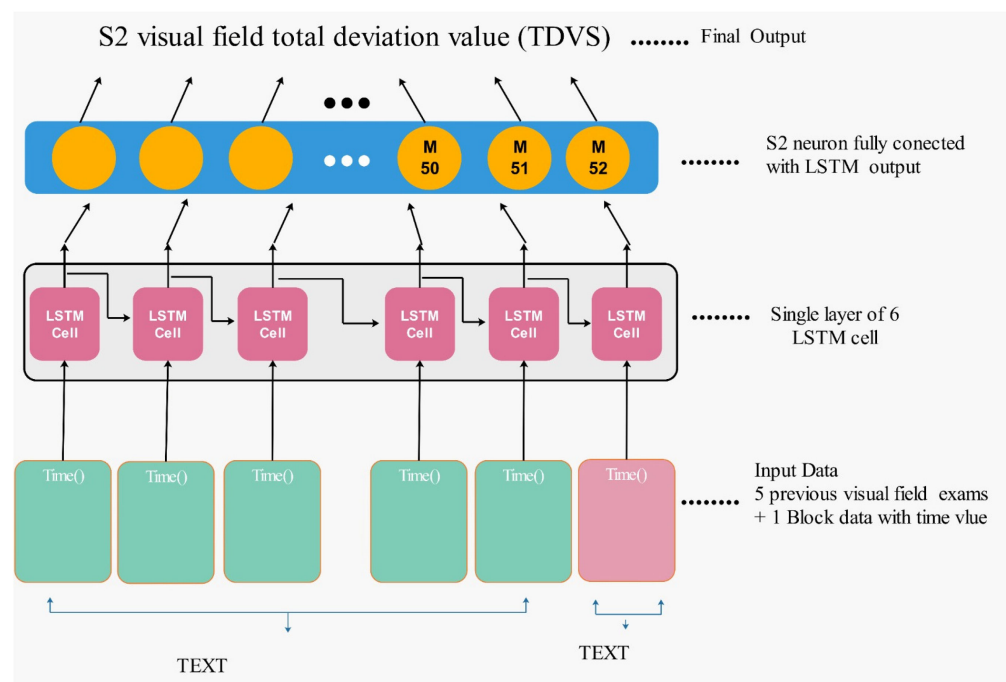 S2 visual field total deviation value (TDVS)
Final Output
M
50
M
51
M
52
S2 neuron fully conected
with LSTM output
LSTM
Cell
LSTM
Cell
LSTM
Cell
LSTM
Cell
LSTM
Cell
LSTM
Cell
Single layer of 6
LSTM cell
Time()
Time()
Time()
Time()
Time()
Time()
Input Data
5 previous visual field exams
+ 1 Block data with time vlue
TEXT
TEXT